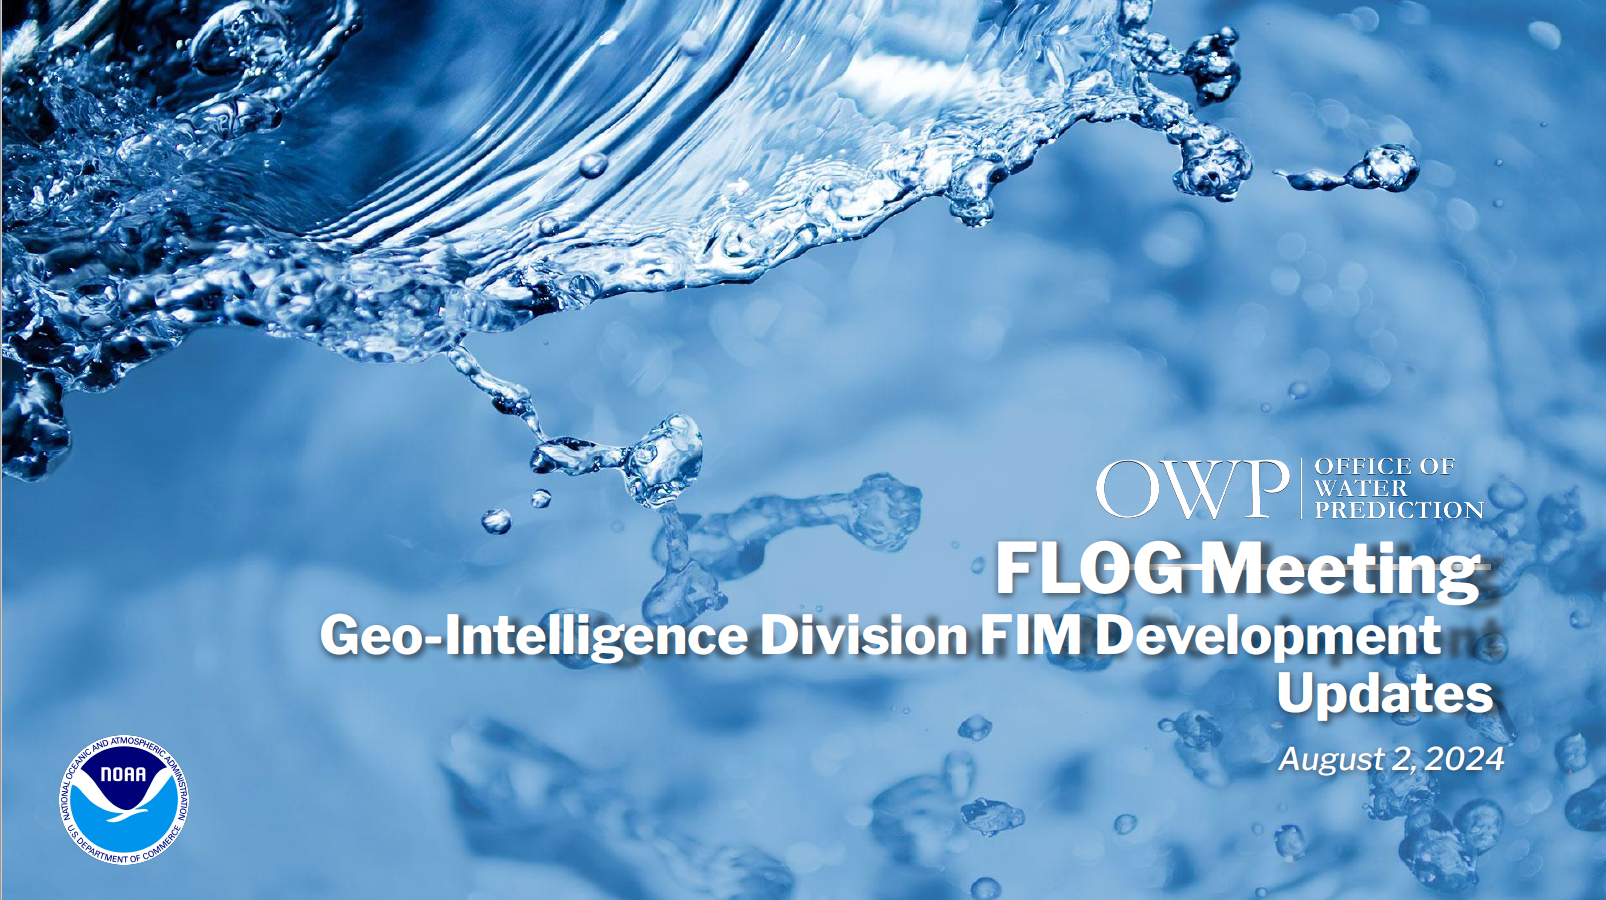 OWP
OFFICE OF
WATER
PREDICTION
FLOG Meeting
Geo-Intelligence Division FIM Development
Updates
August 2, 2024
NATIONAL OCEANIC AND ATMOSPHERIC ADMINISTRATION
NOAA
U.S. DEPARTMENT OF COMMERCE